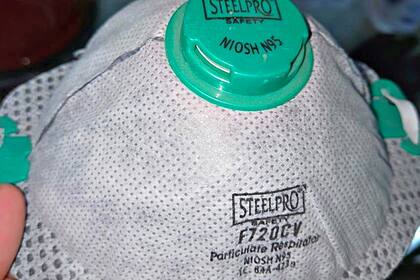 STEELPRO
SAFETY
NIOSH N95
STEELPRO
SAFETY
F720CV
Particulate Respirator
NIOSH N95